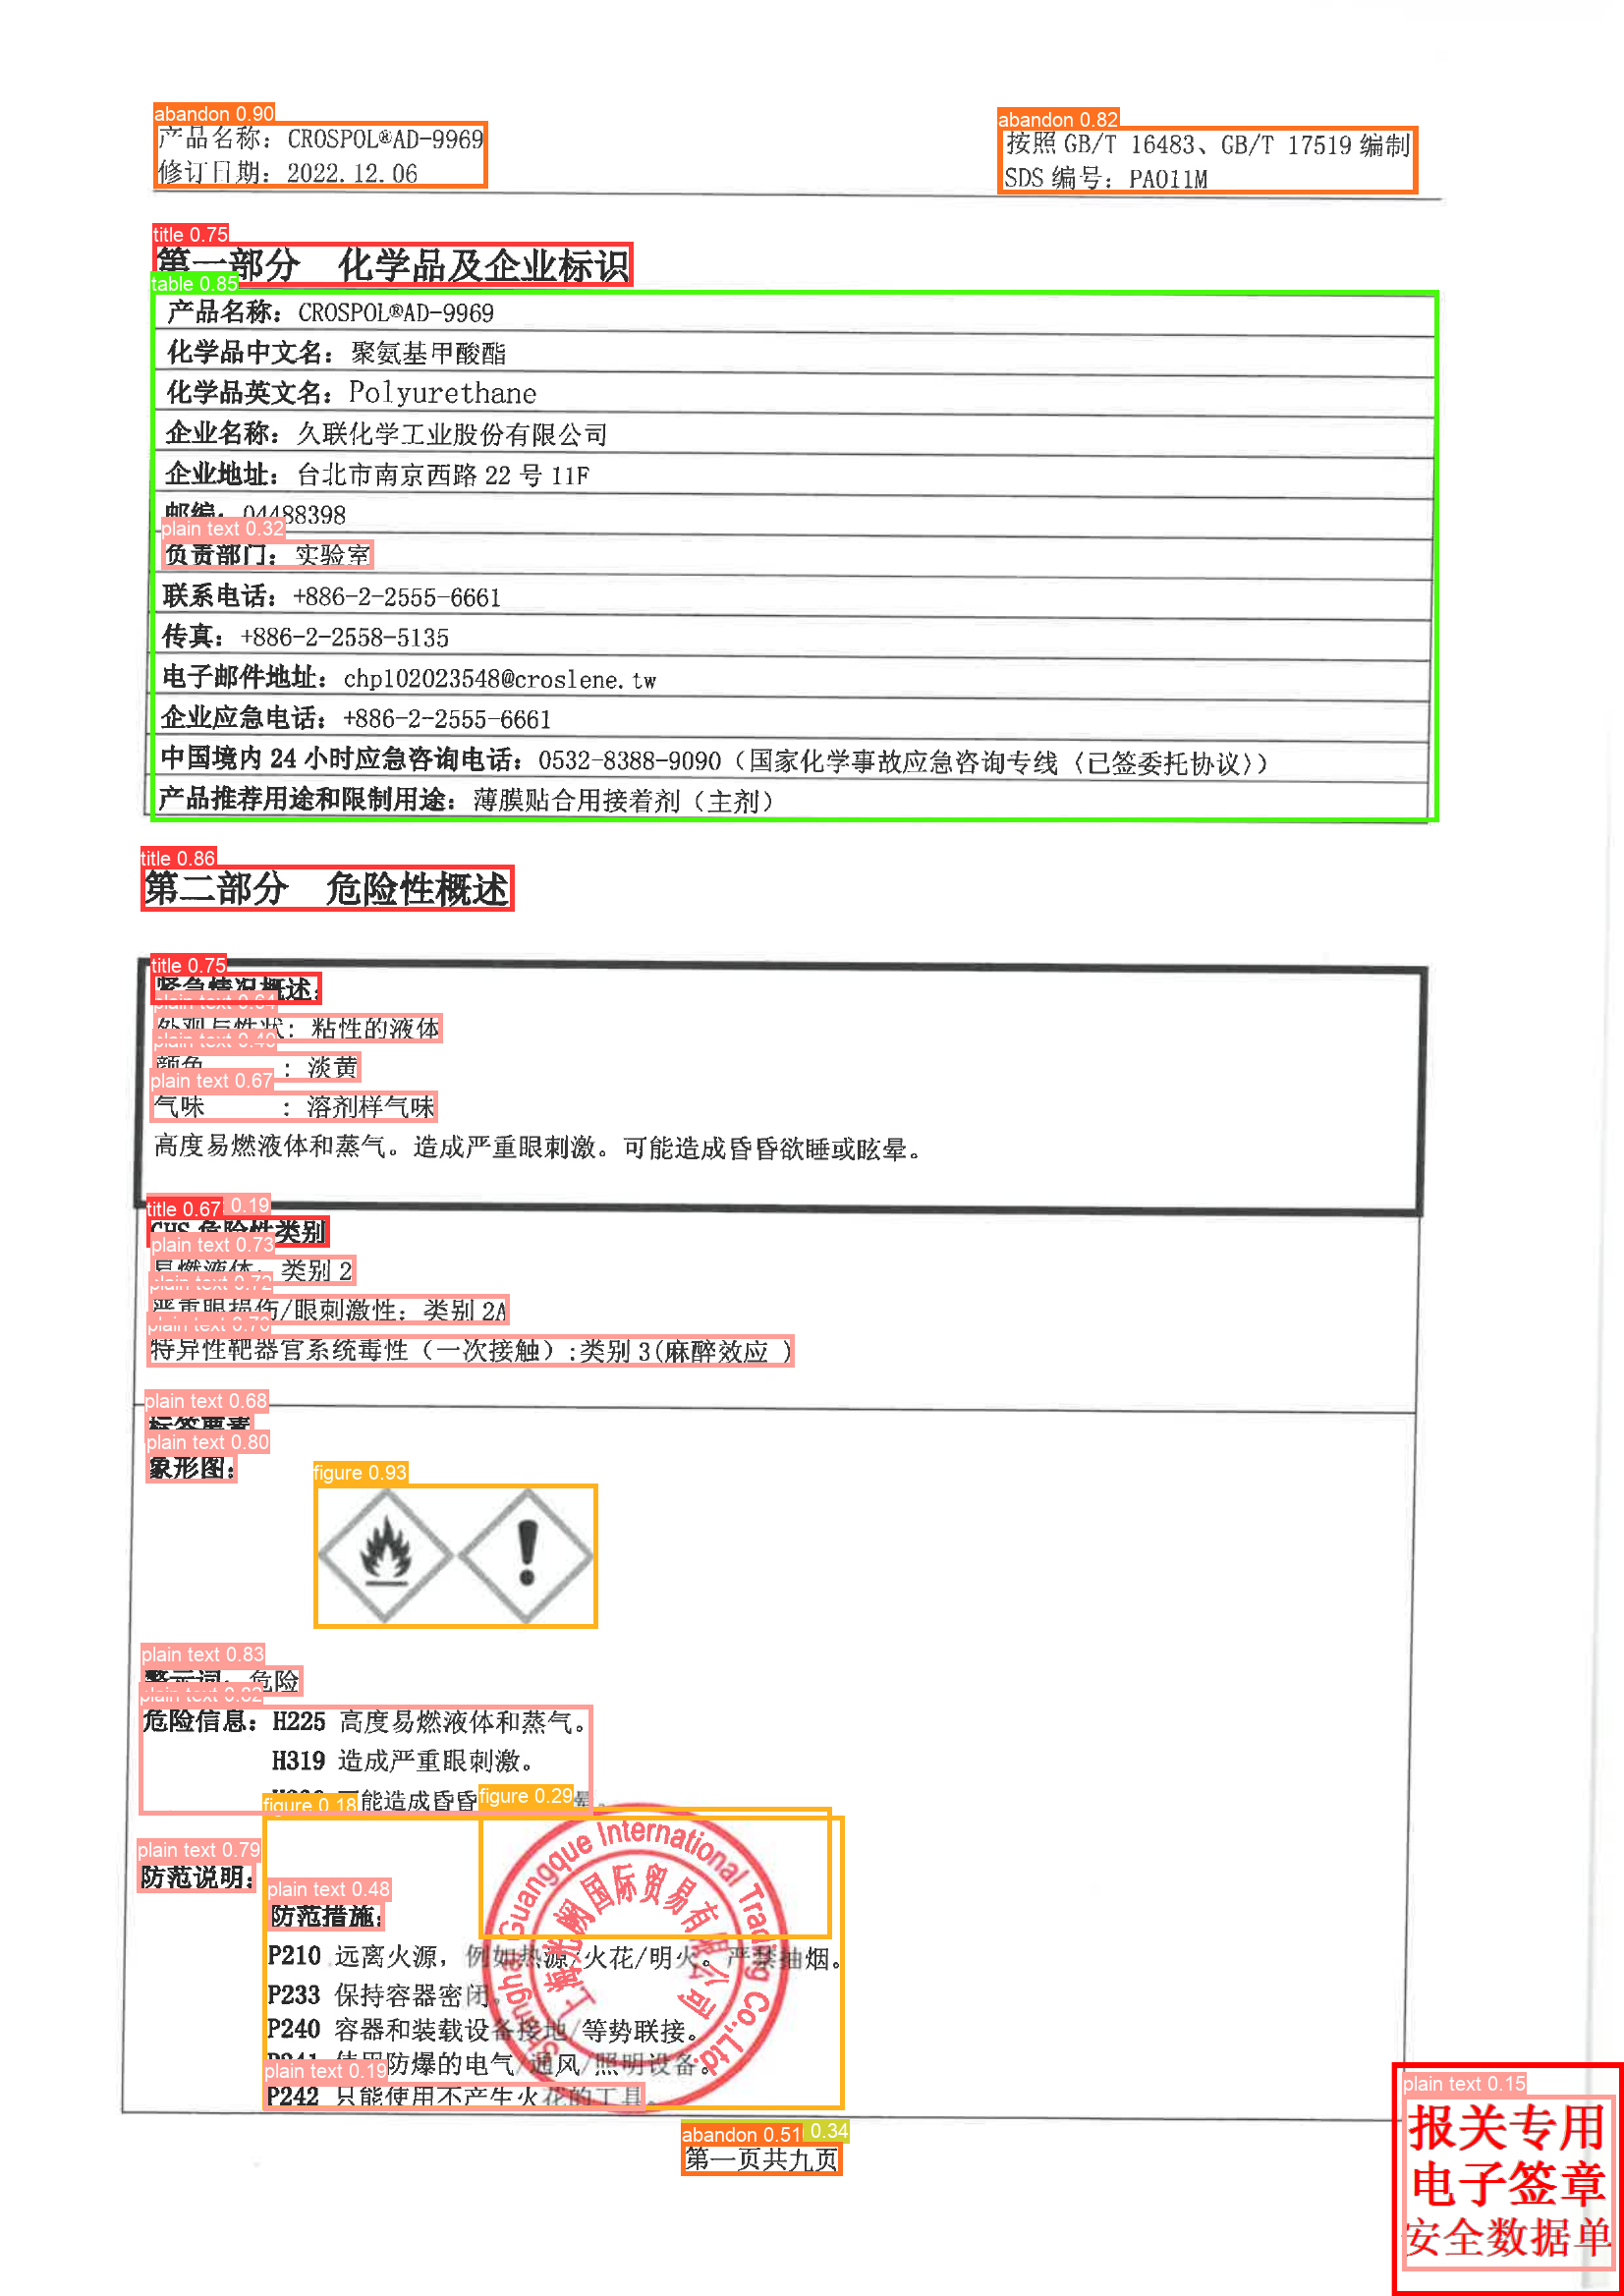 abandon 0.90
产品名称: CROSPOL®AD-9969
修订日期: 2022.12.06
abandon 0.82
按照 GB/T 16483、GB/T 17519 编制
SDS 编号: PA011M
title 0.75
第一部分 化学品及企业标识
table 0.85
产品名称: CROSPOL®AD-9969
化学品中文名: 聚氨基甲酸酯
化学品英文名: Polyurethane
企业名称: 久联化学工业股份有限公司
企业地址: 台北市南京西路 22 号 11F
邮编: 04488398
plain text 0.32
负责部门: 实验室
联系电话: +886-2-2555-6661
传真: +886-2-2558-5135
电子邮件地址: chp102023548@croslene.tw
企业应急电话: +886-2-2555-6661
中国境内 24 小时应急咨询电话: 0532-8388-9090（国家化学事故应急咨询专线〈已签委托协议〉）
产品推荐用途和限制用途: 薄膜贴合用接着剂（主剂）
title 0.86
第二部分 危险性概述
title 0.75
紧急情况概述:
plain text 0.64
外观与性状: 粘性的液体
颜色 : 淡黄
plain text 0.67
气味 : 溶剂样气味
高度易燃液体和蒸气。造成严重眼刺激。可能造成昏昏欲睡或眩晕。
title 0.67 0.19
GHS 危险性类别
plain text 0.73
易燃液体: 类别 2
plain text 0.72
严重眼损伤/眼刺激性: 类别 2A
特异性靶器官系统毒性（一次接触）:类别 3(麻醉效应 )
plain text 0.68
标签要素
plain text 0.80
象形图:
figure 0.93
plain text 0.83
警示词: 危险
plain text 0.82
危险信息: H225 高度易燃液体和蒸气。
H319 造成严重眼刺激。
可能造成昏昏 晕。
figure 0.29
figure 0.18
plain text 0.79
防范说明:
plain text 0.48
防范措施:
P210 远离火源, 例如热源/火花/明火。严禁抽烟。
P233 保持容器密闭。
P240 容器和装载设备接地/等势联接。
P241 使用防爆的电气/通风/照明设备。
plain text 0.19
P242 只能使用不产生火花的工具。
Shanghai Guangque International Trading Co.,Ltd.
上海光阙国际贸易有限公司
abandon 0.51 0.34
第一页共九页
plain text 0.15
报关专用
电子签章
安全数据单